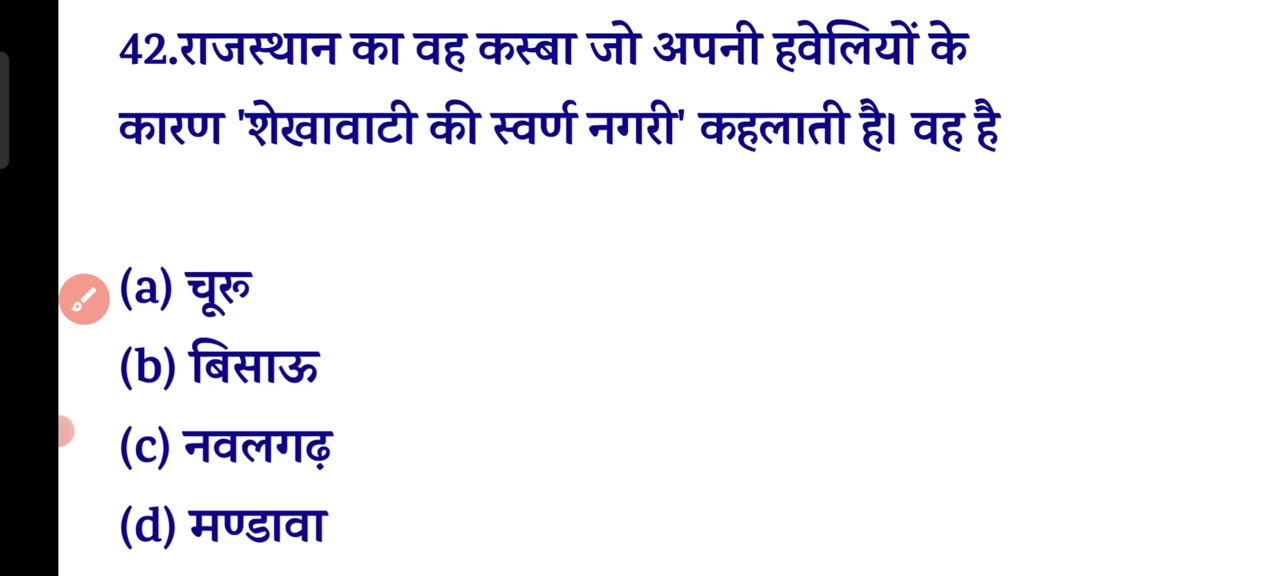 42.राजस्थान का वह कस्बा जो अपनी हवेलियों के
कारण 'शेखावाटी की स्वर्ण नगरी' कहलाती है। वह है
(a) चूरू
(b) बिसाऊ
(c) नवलगढ़
(d) मण्डावा